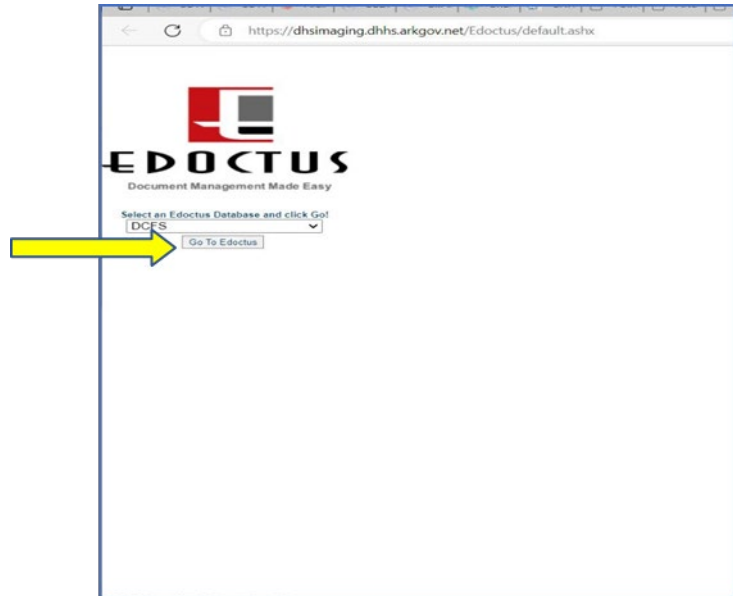 https://dhsimaging.dhhs.arkgov.net/Edoctus/default.ashx
EDOCTUS
Document Management Made Easy
Select an Edoctus Database and click Go!
DCFS
Go To Edoctus